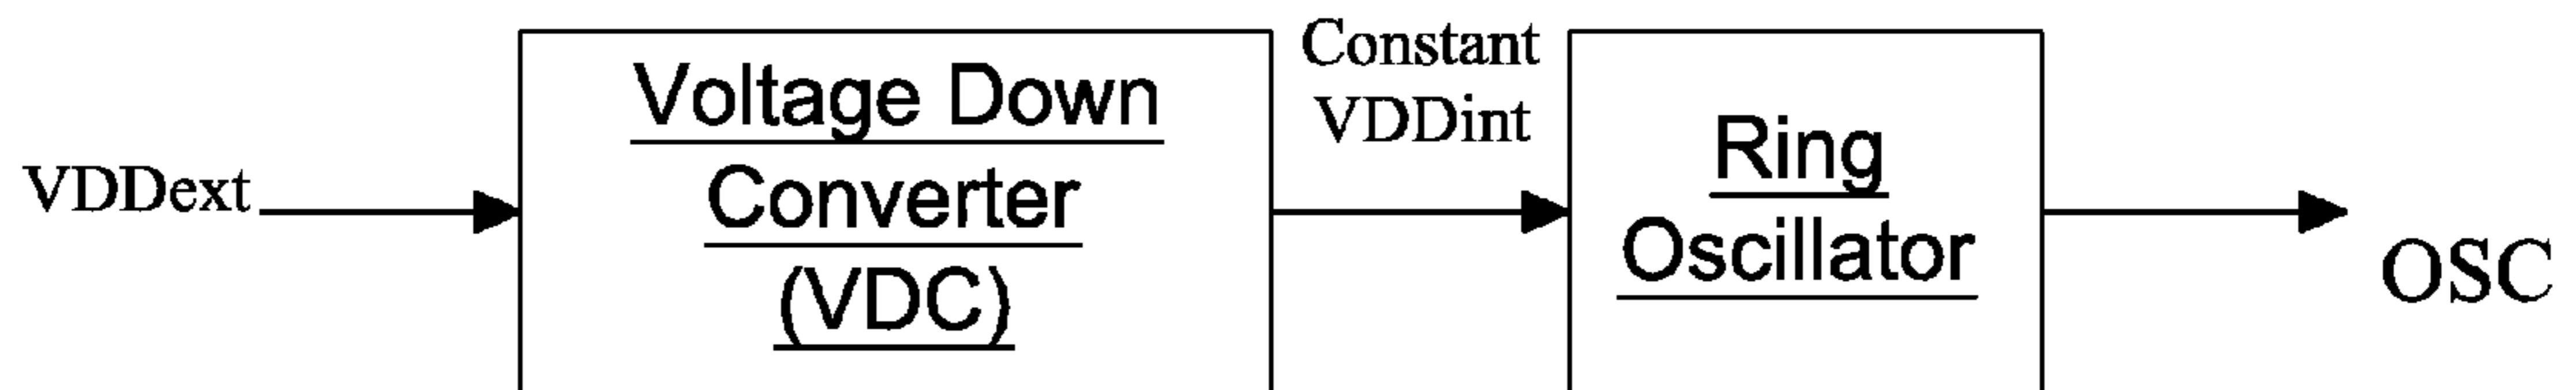 VDDext
Voltage Down
Converter
(VDC)
Constant
VDDint
Ring
Oscillator
OSC